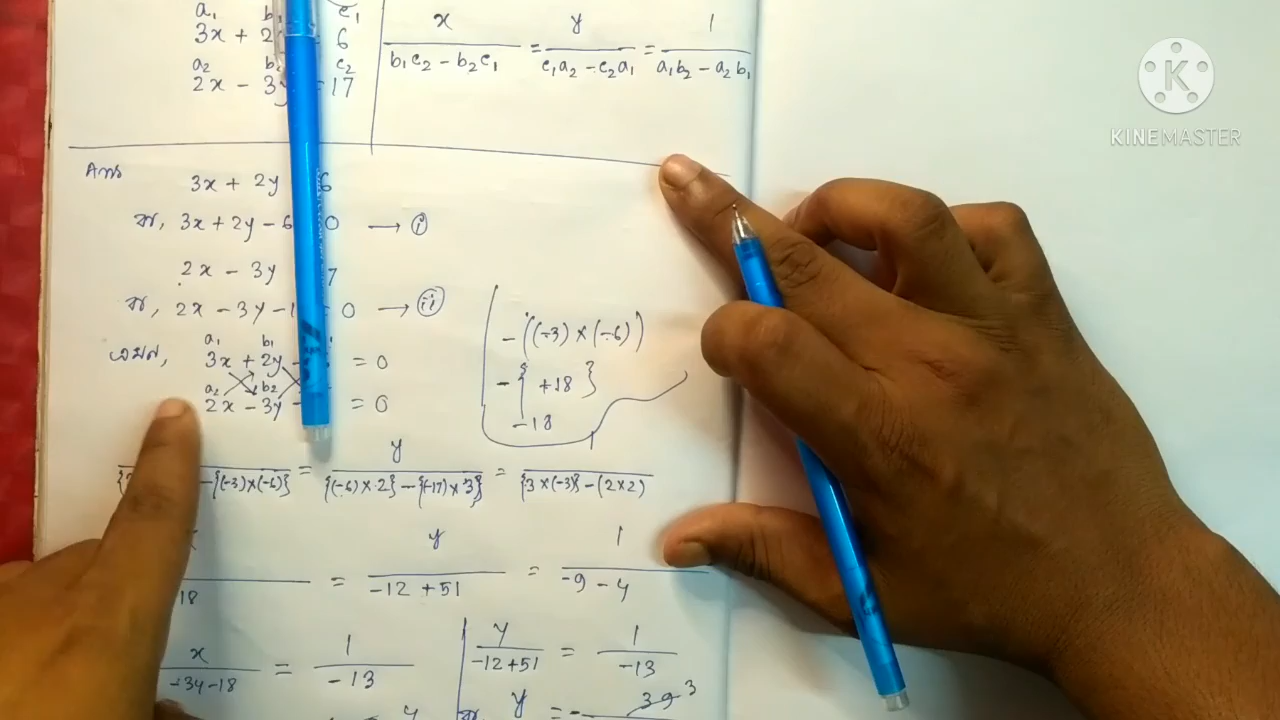 a₁ b₁ c₁
3x + 2 6
a₂ b₂ c₂
2x − 3y 17
x/(b₁c₂ − b₂c₁) = y/(c₁a₂ − c₂a₁) = 1/(a₁b₂ − a₂b₁)
KINEMASTER
Ans 3x + 2y 6
বা, 3x + 2y − 6 0 → (i)
2x − 3y 7
বা, 2x − 3y − 1 = 0 → (ii)
a₁ b₁
এখন, 3x + 2y = 0
a₂ b₂
2x − 3y − = 0
−((−3) × (−6))
−{ +18 }
−18
− {(−3)×(−6)} = y/({(−6)×2} − {(−17)×3}) = 1/({3×(−3)} − (2×2))
18 = y/(−12 + 51) = 1/(−9 − 4)
x/(+34 − 18) = 1/(−13)
y/(−12+51) = 1/(−13)
বা, y = − 39 3